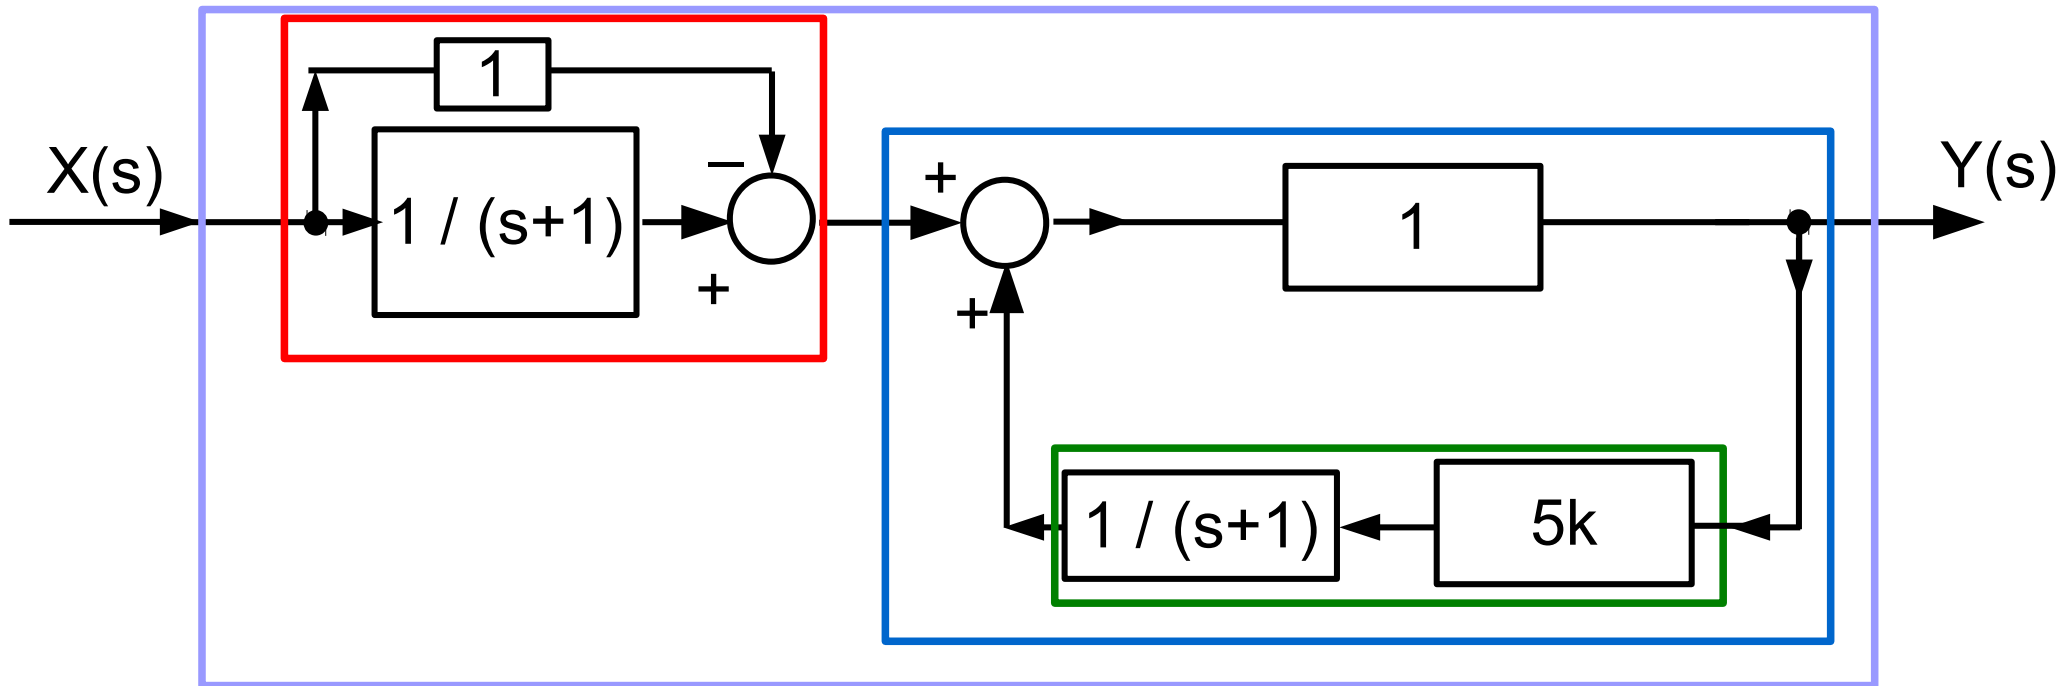 1
X(s)
1 / (s+1)
–
+
+
+
1
Y(s)
1 / (s+1)
5k